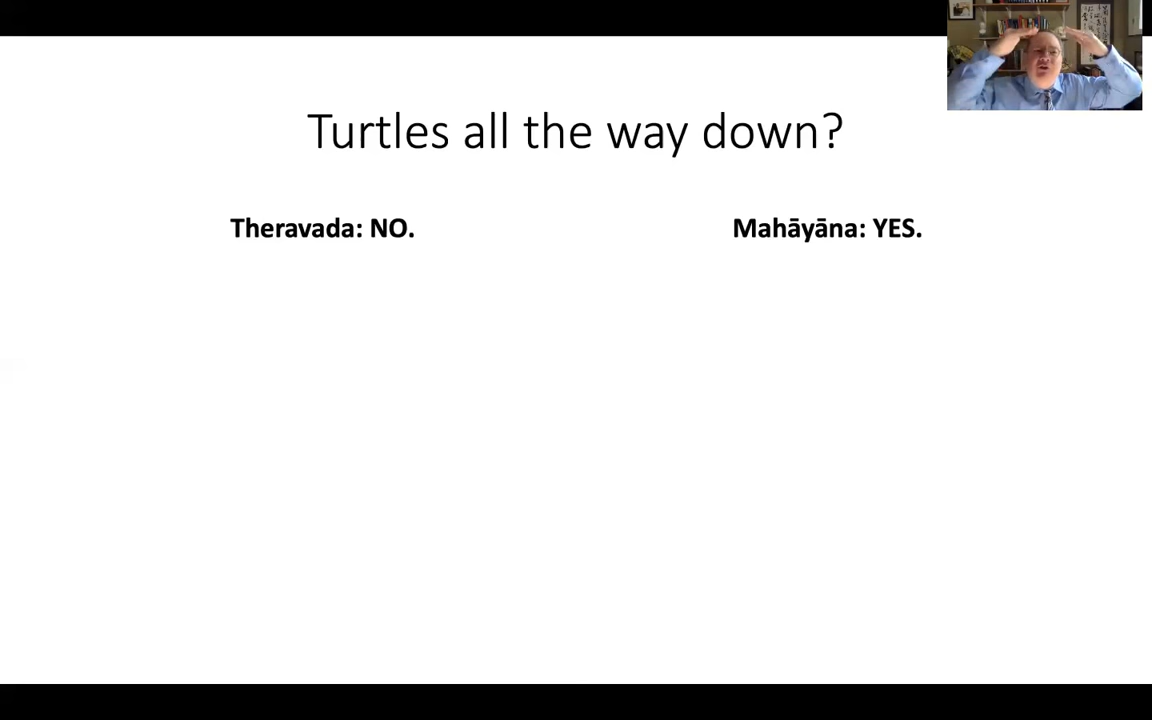 Turtles all the way down?
Theravada: NO.
Mahāyāna: YES.